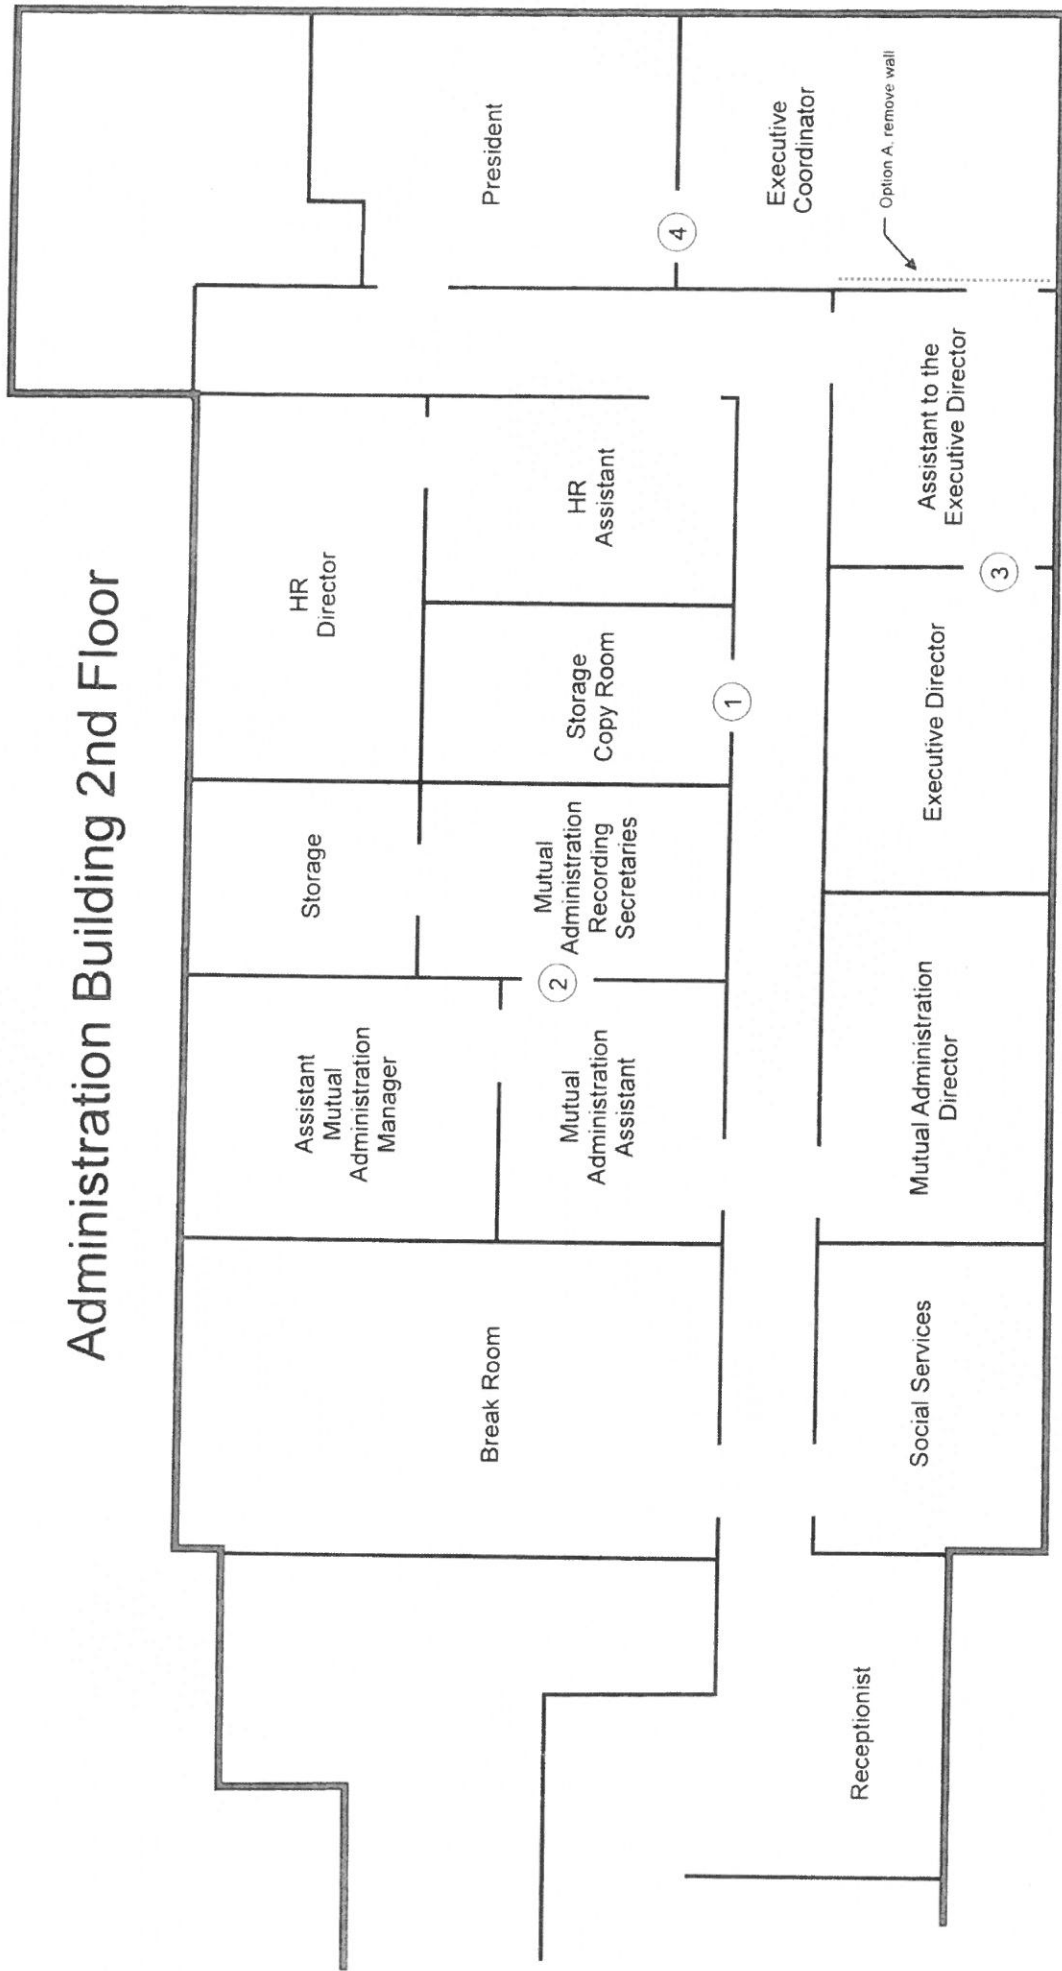 Administration Building 2nd Floor
Break Room
Assistant
Mutual
Administration
Manager
Storage
HR
Director
Mutual
Administration
Assistant
2
Mutual
Administration
Recording
Secretaries
Storage
Copy Room
HR
Assistant
President
1
4
Receptionist
Social Services
Mutual Administration
Director
Executive Director
3
Assistant to the
Executive Director
Executive
Coordinator
Option A. remove wall